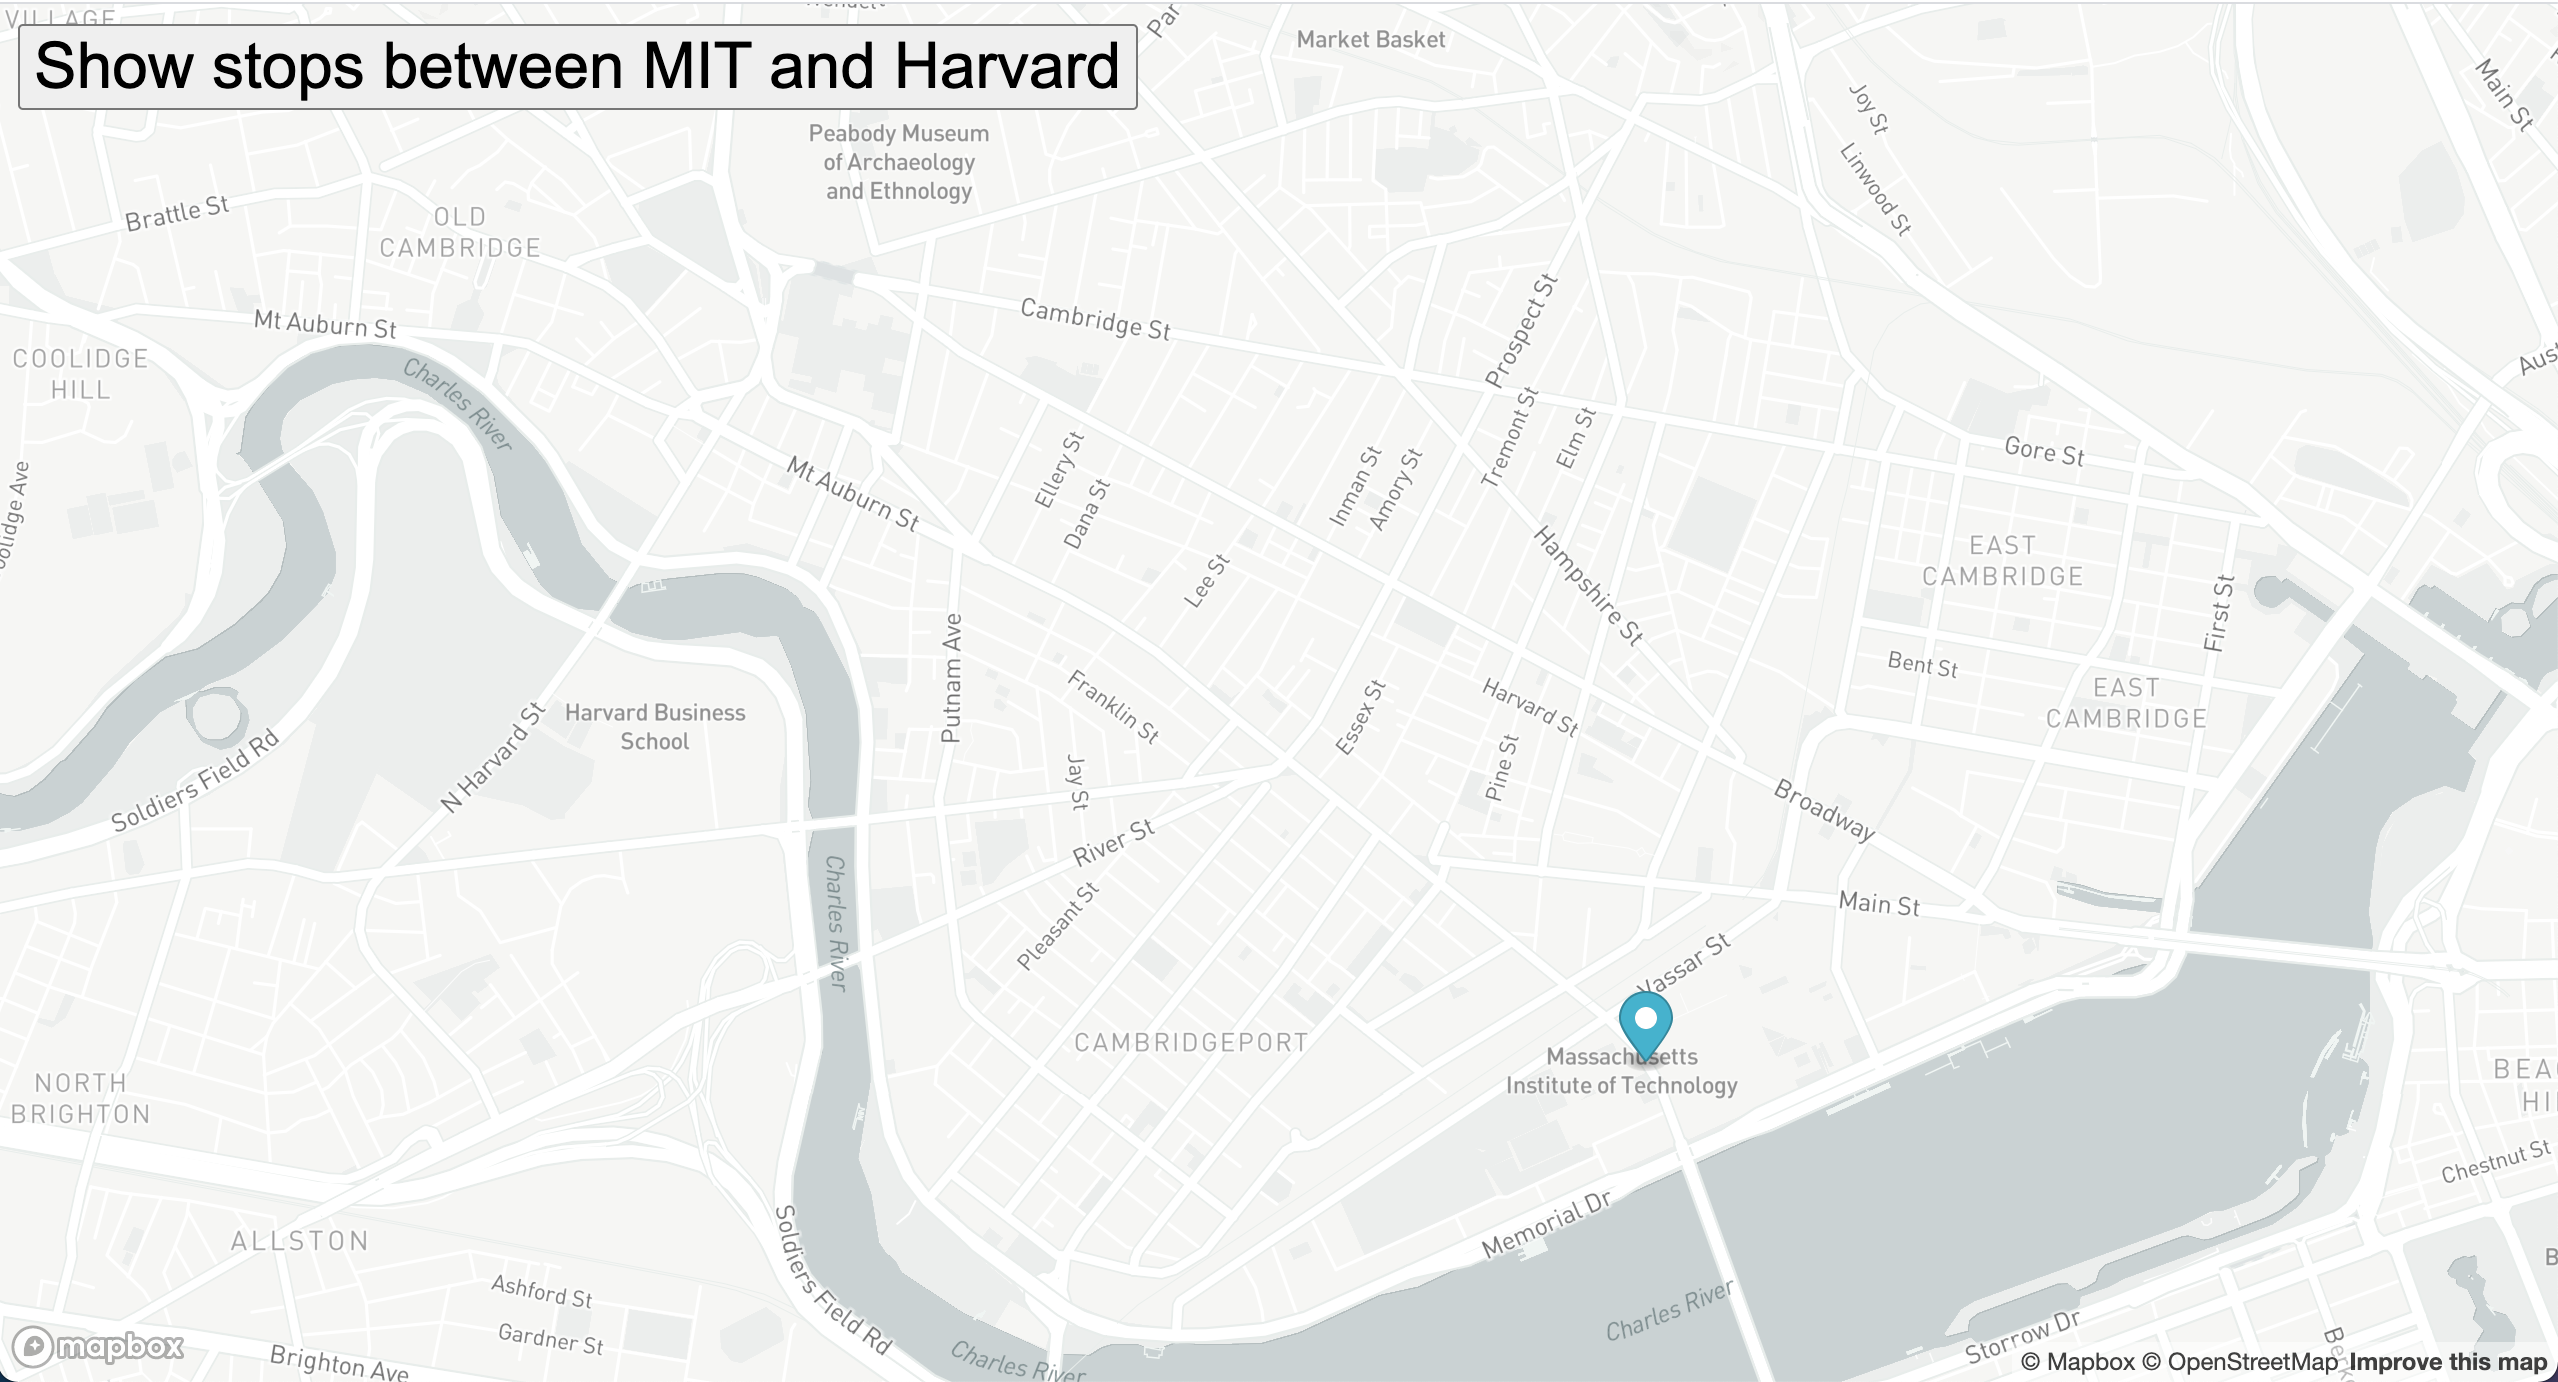 VILLAGE
Show stops between MIT and Harvard
Market Basket
Main St
Joy St
Linwood St
Peabody Museum
of Archaeology
and Ethnology
Brattle St
OLD
CAMBRIDGE
Mt Auburn St
Cambridge St
Prospect St
COOLIDGE
HILL
Charles River
Tremont St
Elm St
Gore St
Mt Auburn St
Ellery St
Dana St
Inman St
Amory St
Lee St
Hampshire St
EAST
CAMBRIDGE
First St
Bent St
Putnam Ave
Franklin St
Essex St
Harvard St
EAST
CAMBRIDGE
Harvard Business
School
N Harvard St
Soldiers Field Rd
Jay St
Pine St
Broadway
River St
Charles River
Pleasant St
Main St
Vassar St
CAMBRIDGEPORT
Massachusetts
Institute of Technology
NORTH
BRIGHTON
Chestnut St
ALLSTON
Memorial Dr
Soldiers Field Rd
Ashford St
Gardner St
Charles River
Storrow Dr
mapbox
Brighton Ave
Charles River
© Mapbox © OpenStreetMap Improve this map